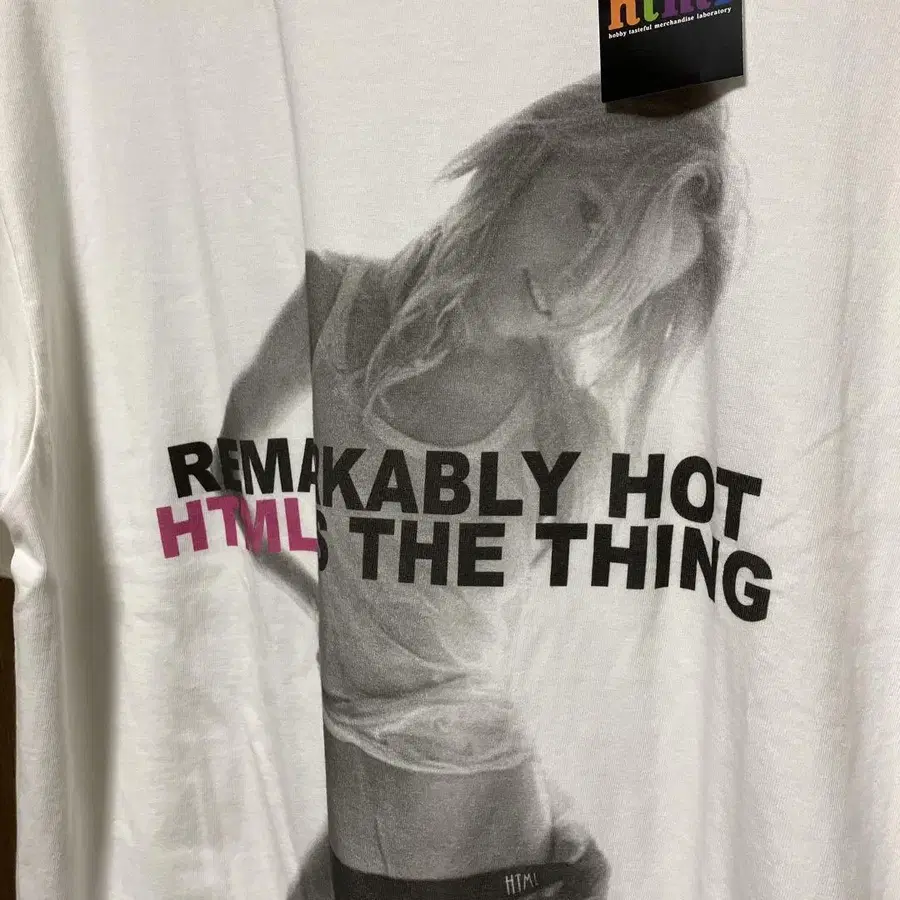 html
hobby tasteful merchandise laboratory
REMAKABLY HOT
HTMLS THE THING
HTML